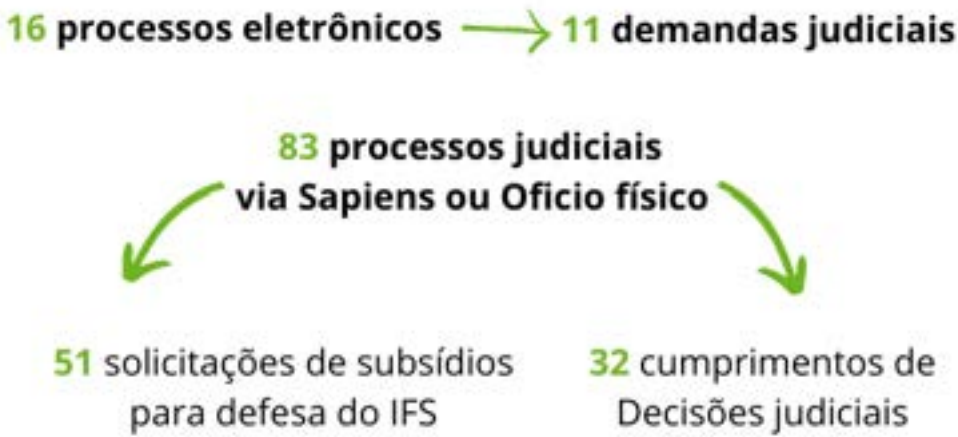 16 processos eletrônicos 11 demandas judiciais
83 processos judiciais
via Sapiens ou Oficio físico
51 solicitações de subsídios
para defesa do IFS
32 cumprimentos de
Decisões judiciais